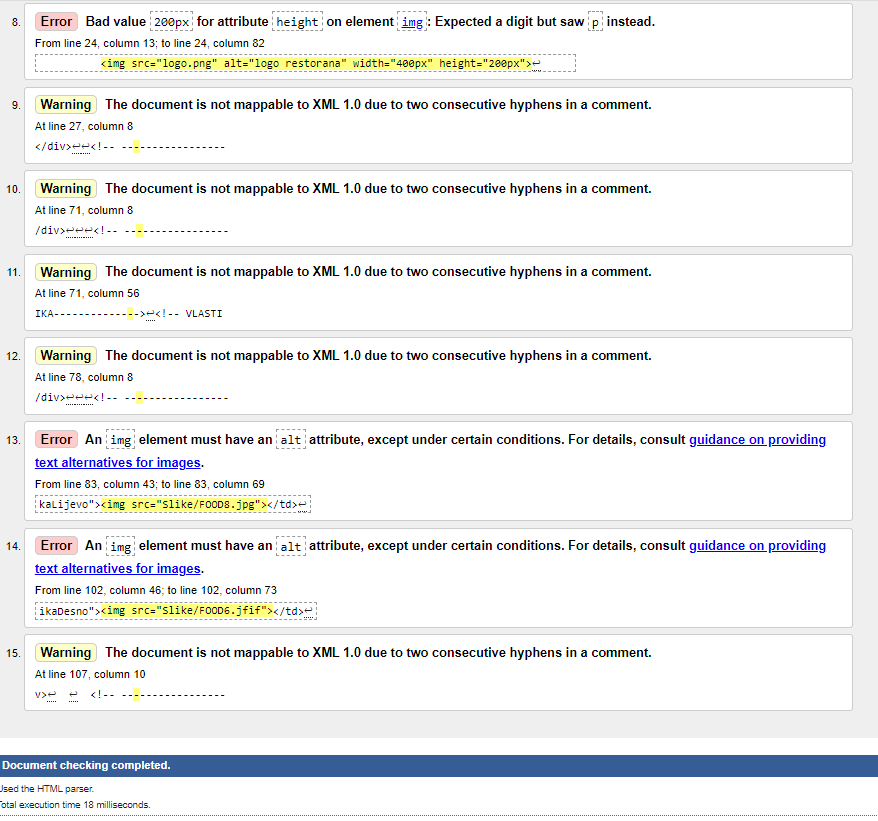 8. Error Bad value 200px for attribute height on element img: Expected a digit but saw p instead.
From line 24, column 13; to line 24, column 82
<img src="logo.png" alt="logo restorana" width="400px" height="200px">↩
9. Warning The document is not mappable to XML 1.0 due to two consecutive hyphens in a comment.
At line 27, column 8
</div>↩↩<!-- -----------------
10. Warning The document is not mappable to XML 1.0 due to two consecutive hyphens in a comment.
At line 71, column 8
/div>↩↩↩<!-- -----------------
11. Warning The document is not mappable to XML 1.0 due to two consecutive hyphens in a comment.
At line 71, column 56
IKA-------------->↩<!-- VLASTI
12. Warning The document is not mappable to XML 1.0 due to two consecutive hyphens in a comment.
At line 78, column 8
/div>↩↩↩<!-- -----------------
13. Error An img element must have an alt attribute, except under certain conditions. For details, consult guidance on providing
text alternatives for images.
From line 83, column 43; to line 83, column 69
kaLijevo"><img src="Slike/FOOD8.jpg"></td>↩
14. Error An img element must have an alt attribute, except under certain conditions. For details, consult guidance on providing
text alternatives for images.
From line 102, column 46; to line 102, column 73
ikaDesno"><img src="Slike/FOOD6.jfif"></td>↩
15. Warning The document is not mappable to XML 1.0 due to two consecutive hyphens in a comment.
At line 107, column 10
v>↩ ↩ <!-- -----------------
Document checking completed.
Used the HTML parser.
Total execution time 18 milliseconds.